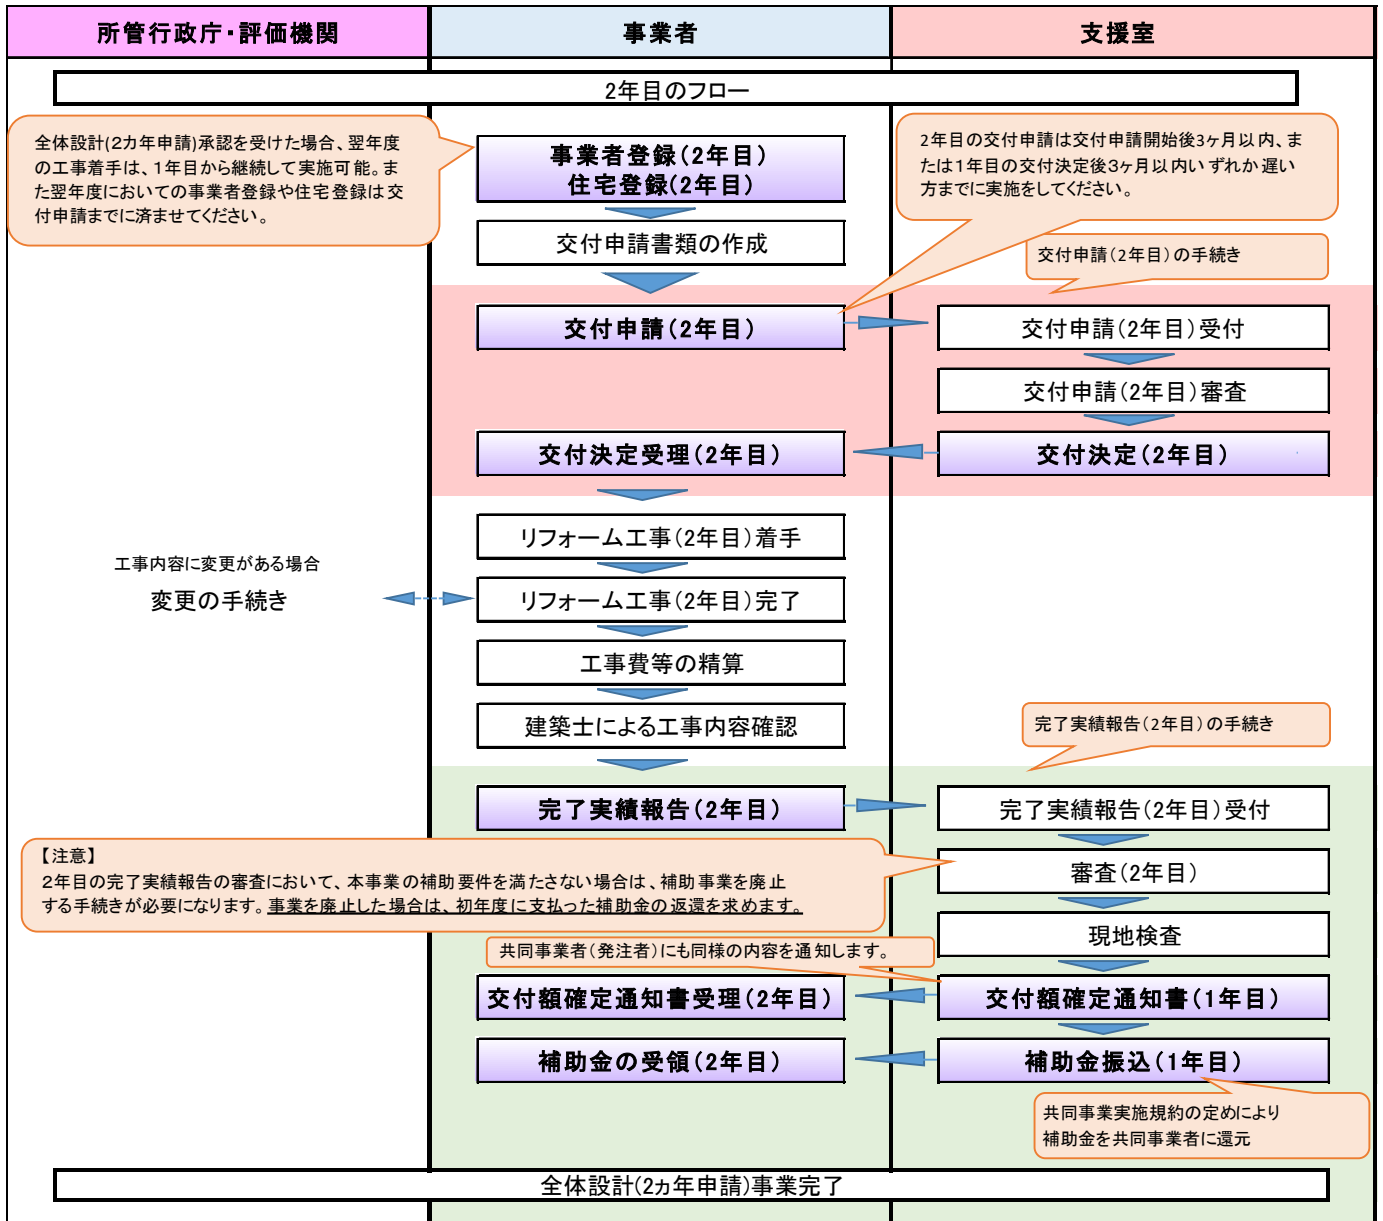 所管行政庁・評価機関
事業者
支援室
2年目のフロー
全体設計(2カ年申請)承認を受けた場合、翌年度
の工事着手は、1年目から継続して実施可能。ま
た翌年度においての事業者登録や住宅登録は交
付申請までに済ませてください。
事業者登録(2年目)
住宅登録(2年目)
2年目の交付申請は交付申請開始後3ヶ月以内、ま
たは1年目の交付決定後3ヶ月以内いずれか遅い
方までに実施をしてください。
交付申請書類の作成
交付申請(2年目)の手続き
交付申請(2年目)
交付申請(2年目)受付
交付申請(2年目)審査
交付決定受理(2年目)
交付決定(2年目)
リフォーム工事(2年目)着手
工事内容に変更がある場合
変更の手続き
リフォーム工事(2年目)完了
工事費等の精算
建築士による工事内容確認
完了実績報告(2年目)の手続き
完了実績報告(2年目)
完了実績報告(2年目)受付
【注意】
2年目の完了実績報告の審査において、本事業の補助要件を満たさない場合は、補助事業を廃止
する手続きが必要になります。事業を廃止した場合は、初年度に支払った補助金の返還を求めます。
審査(2年目)
現地検査
共同事業者(発注者)にも同様の内容を通知します。
交付額確定通知書受理(2年目)
交付額確定通知書(1年目)
補助金の受領(2年目)
補助金振込(1年目)
共同事業実施規約の定めにより
補助金を共同事業者に還元
全体設計(2ヵ年申請)事業完了